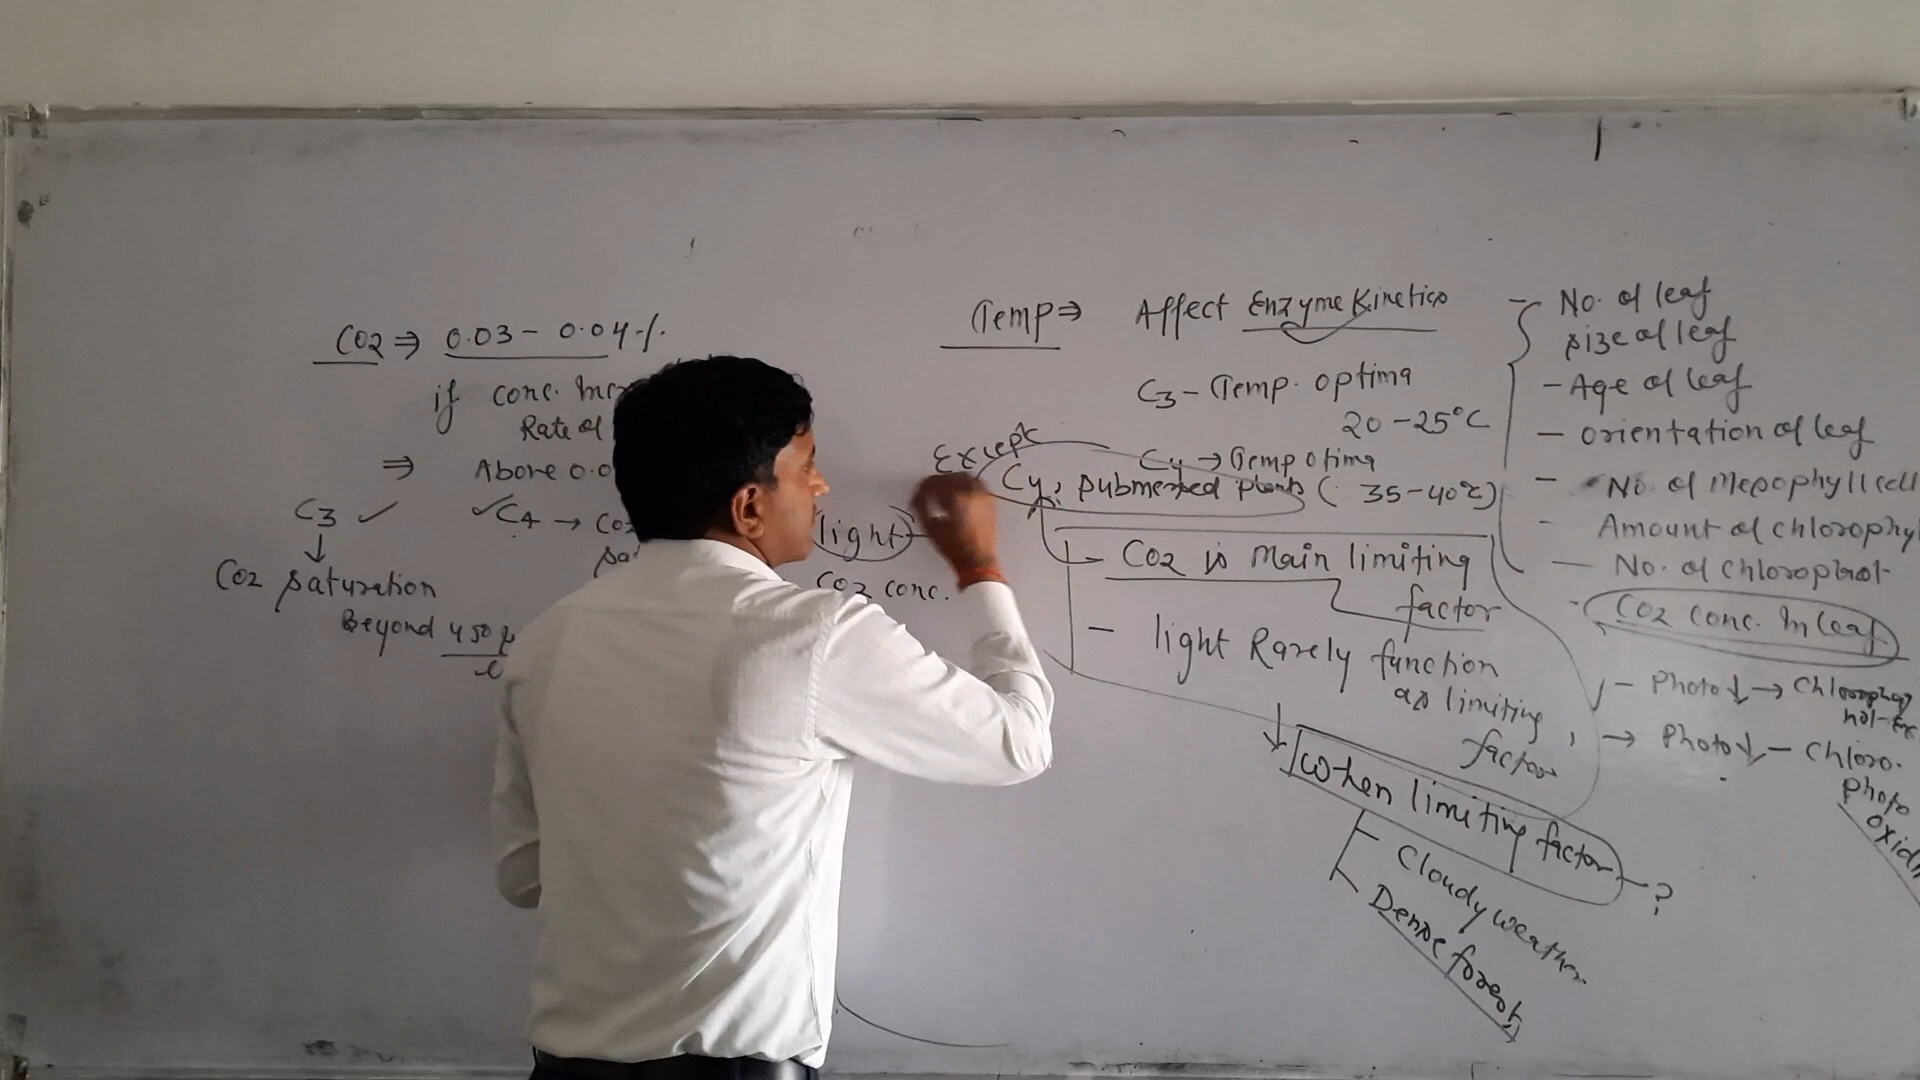 CO2 ⇒ 0.03 - 0.04 %.
if conc. Incr
Rate of
⇒ Above 0.0
C3 ✓
✓C4 → CO2
↓
CO2 saturation
Beyond 450
light
CO2 conc.
Temp ⇒ Affect Enzyme Kinetics
C3 - Temp. optima
20 - 25°C
C4 → Temp otima
(35-40°C)
Except
C4, submerged plants
- CO2 is main limiting
factor
- light Rarely function
as limiting
factor
↓
When limiting factor - ?
Cloudy weather
Dense forest
- No. of leaf
size of leaf
- Age of leaf
- orientation of leaf
- No. of Mesophyll cell
- Amount of chlorophyl
- No. of chloroplast
- CO2 conc. In leaf
- Photo ↓ →
→ Photo ↓ - Chloro.
photo